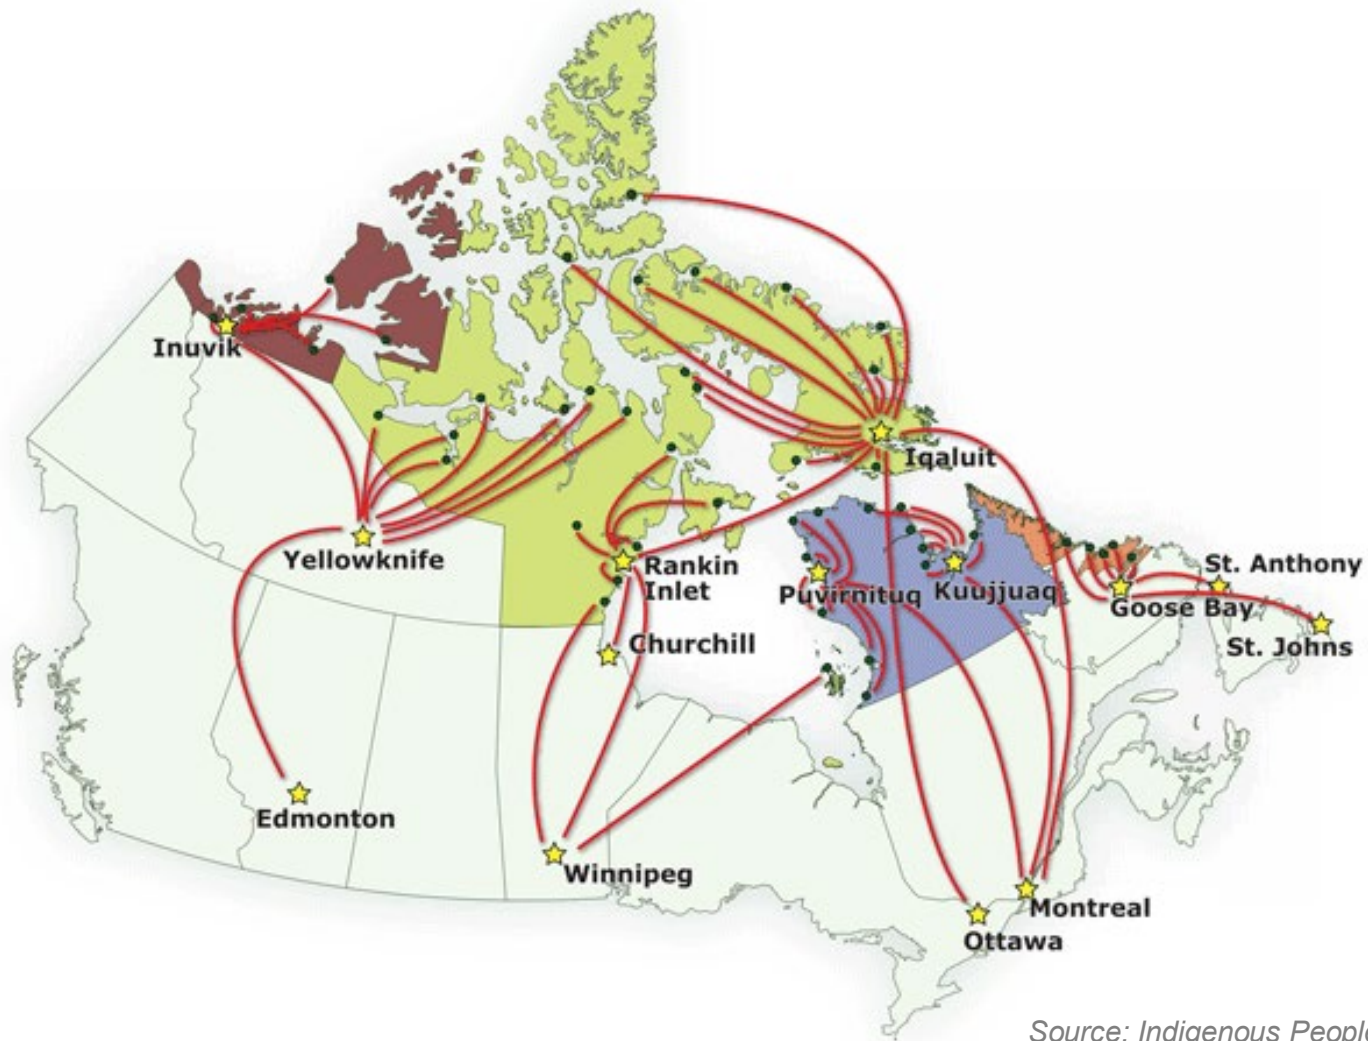 Inuvik
Iqaluit
Yellowknife
Rankin
Inlet
Puvirnituq
Kuujjuaq
St. Anthony
Goose Bay
St. Johns
Churchill
Edmonton
Winnipeg
Montreal
Ottawa
Source: Indigenous People